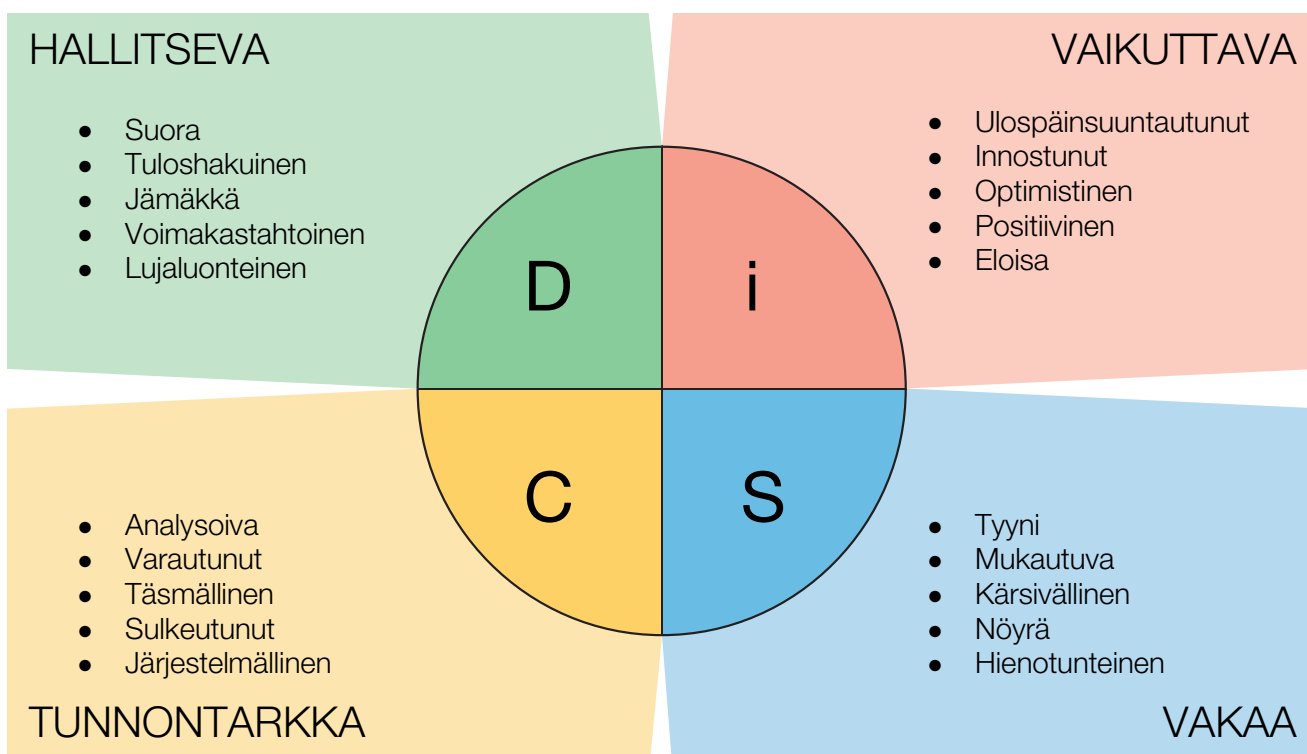 HALLITSEVA
● Suora
● Tuloshakuinen
● Jämäkkä
● Voimakastahtoinen
● Lujaluonteinen
VAIKUTTAVA
● Ulospäinsuuntautunut
● Innostunut
● Optimistinen
● Positiivinen
● Eloisa
D
i
C
S
● Analysoiva
● Varautunut
● Täsmällinen
● Sulkeutunut
● Järjestelmällinen
TUNNONTARKKA
● Tyyni
● Mukautuva
● Kärsivällinen
● Nöyrä
● Hienotunteinen
VAKAA